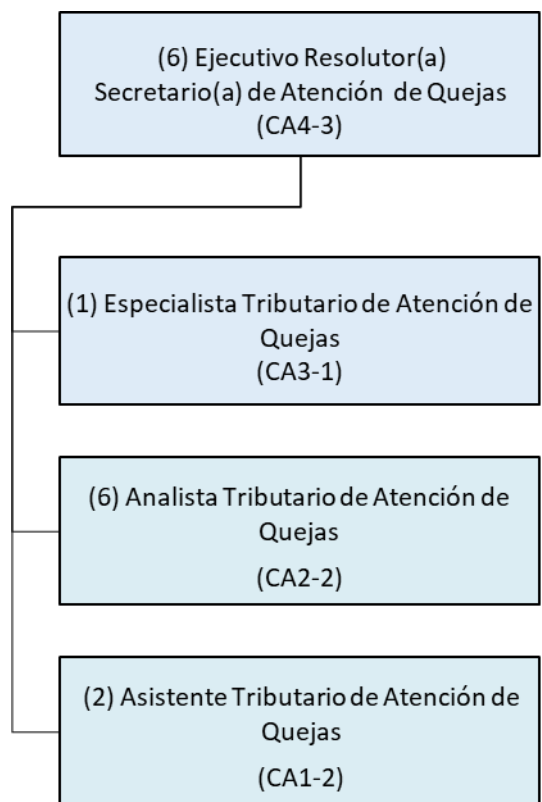 (6) Ejecutivo Resolutor(a)
Secretario(a) de Atención de Quejas
(CA4-3)
(1) Especialista Tributario de Atención de
Quejas
(CA3-1)
(6) Analista Tributario de Atención de
Quejas
(CA2-2)
(2) Asistente Tributario de Atención de
Quejas
(CA1-2)